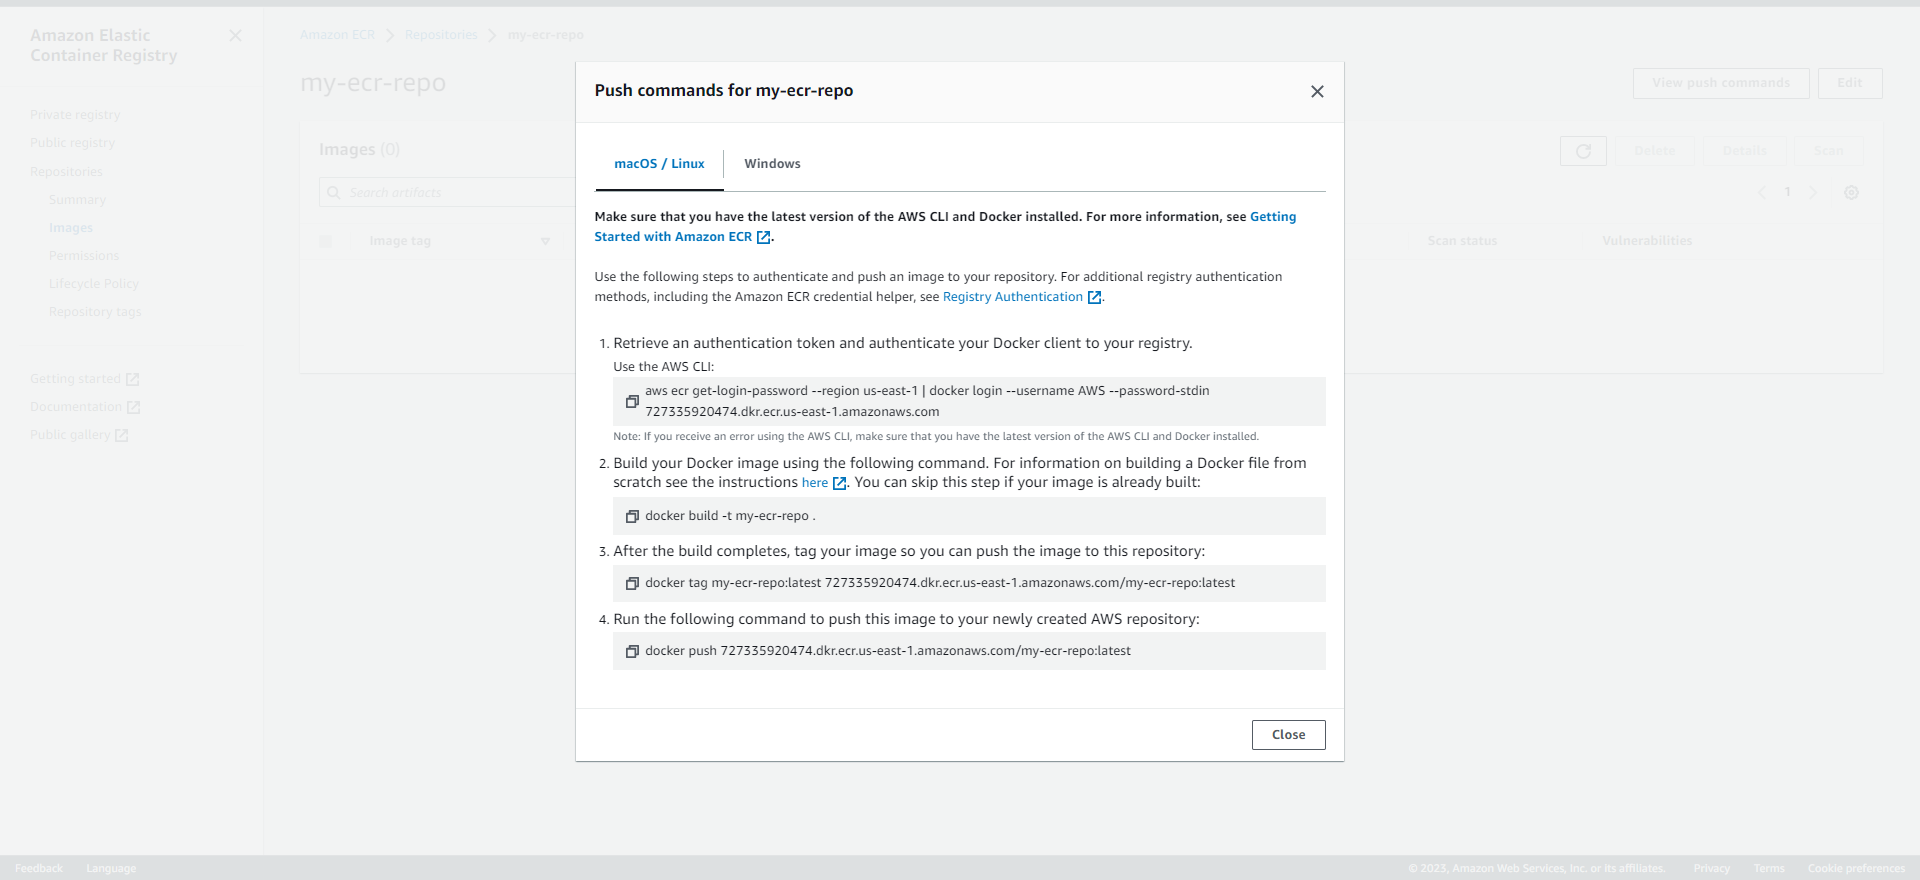 Amazon Elastic
Container Registry
Private registry
Public registry
Repositories
Summary
Images
Permissions
Lifecycle Policy
Repository tags
Getting started
Documentation
Public gallery
Amazon ECR
Repositories
my-ecr-repo
my-ecr-repo
View push commands
Edit
Images (0)
Delete
Details
Scan
Search artifacts
1
Image tag
Scan status
Vulnerabilities
Push commands for my-ecr-repo
macOS / Linux
Windows
Make sure that you have the latest version of the AWS CLI and Docker installed. For more information, see Getting
Started with Amazon ECR .
Use the following steps to authenticate and push an image to your repository. For additional registry authentication
methods, including the Amazon ECR credential helper, see Registry Authentication .
1. Retrieve an authentication token and authenticate your Docker client to your registry.
Use the AWS CLI:
aws ecr get-login-password --region us-east-1 | docker login --username AWS --password-stdin
727335920474.dkr.ecr.us-east-1.amazonaws.com
Note: If you receive an error using the AWS CLI, make sure that you have the latest version of the AWS CLI and Docker installed.
2. Build your Docker image using the following command. For information on building a Docker file from
scratch see the instructions here . You can skip this step if your image is already built:
docker build -t my-ecr-repo .
3. After the build completes, tag your image so you can push the image to this repository:
docker tag my-ecr-repo:latest 727335920474.dkr.ecr.us-east-1.amazonaws.com/my-ecr-repo:latest
4. Run the following command to push this image to your newly created AWS repository:
docker push 727335920474.dkr.ecr.us-east-1.amazonaws.com/my-ecr-repo:latest
Close
Feedback
Language
© 2023, Amazon Web Services, Inc. or its affiliates.
Privacy
Terms
Cookie preferences